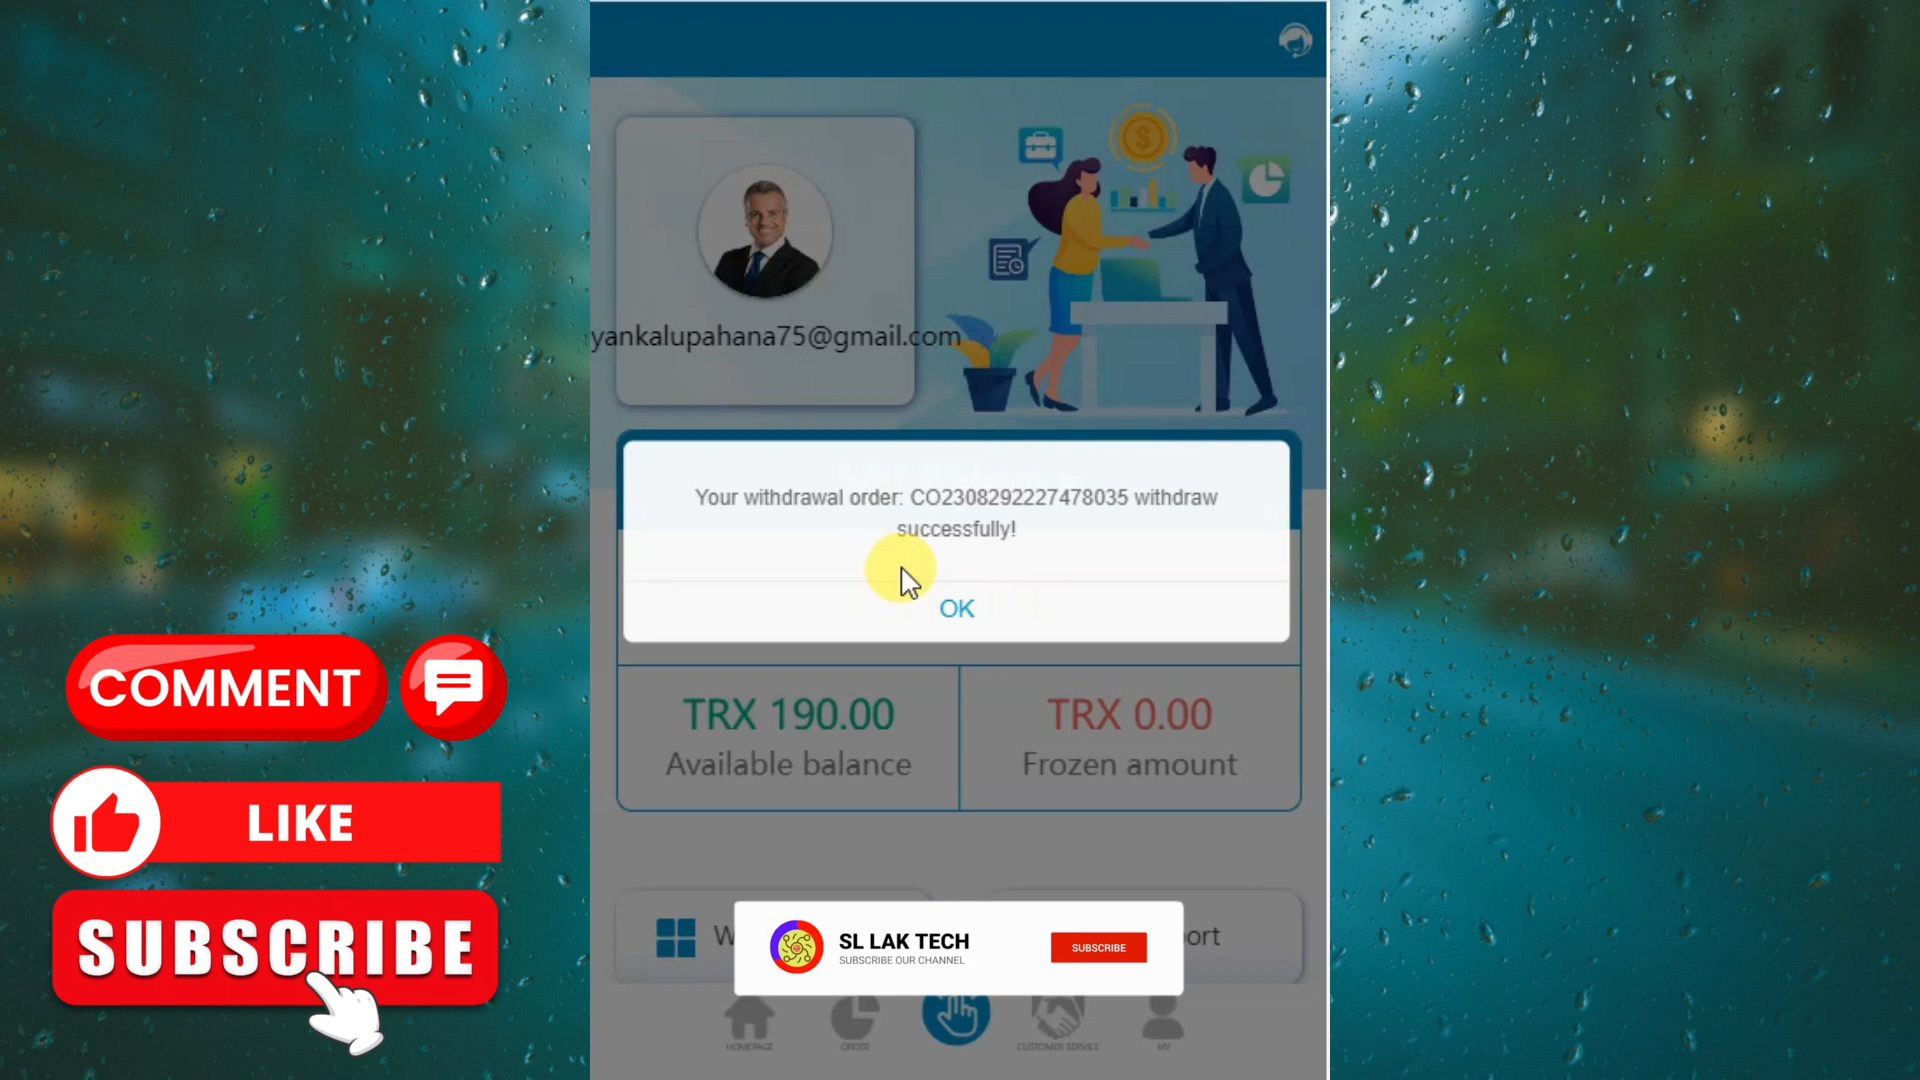 yankalupahana75@gmail.com
Your withdrawal order: CO2308292227478035 withdraw
successfully!
OK
TRX 190.00
Available balance
TRX 0.00
Frozen amount
COMMENT
LIKE
SUBSCRIBE
W
ort
SL LAK TECH
SUBSCRIBE OUR CHANNEL
SUBSCRIBE
HOMEPAGE
ORDER
CUSTOMER SERVICE
MY